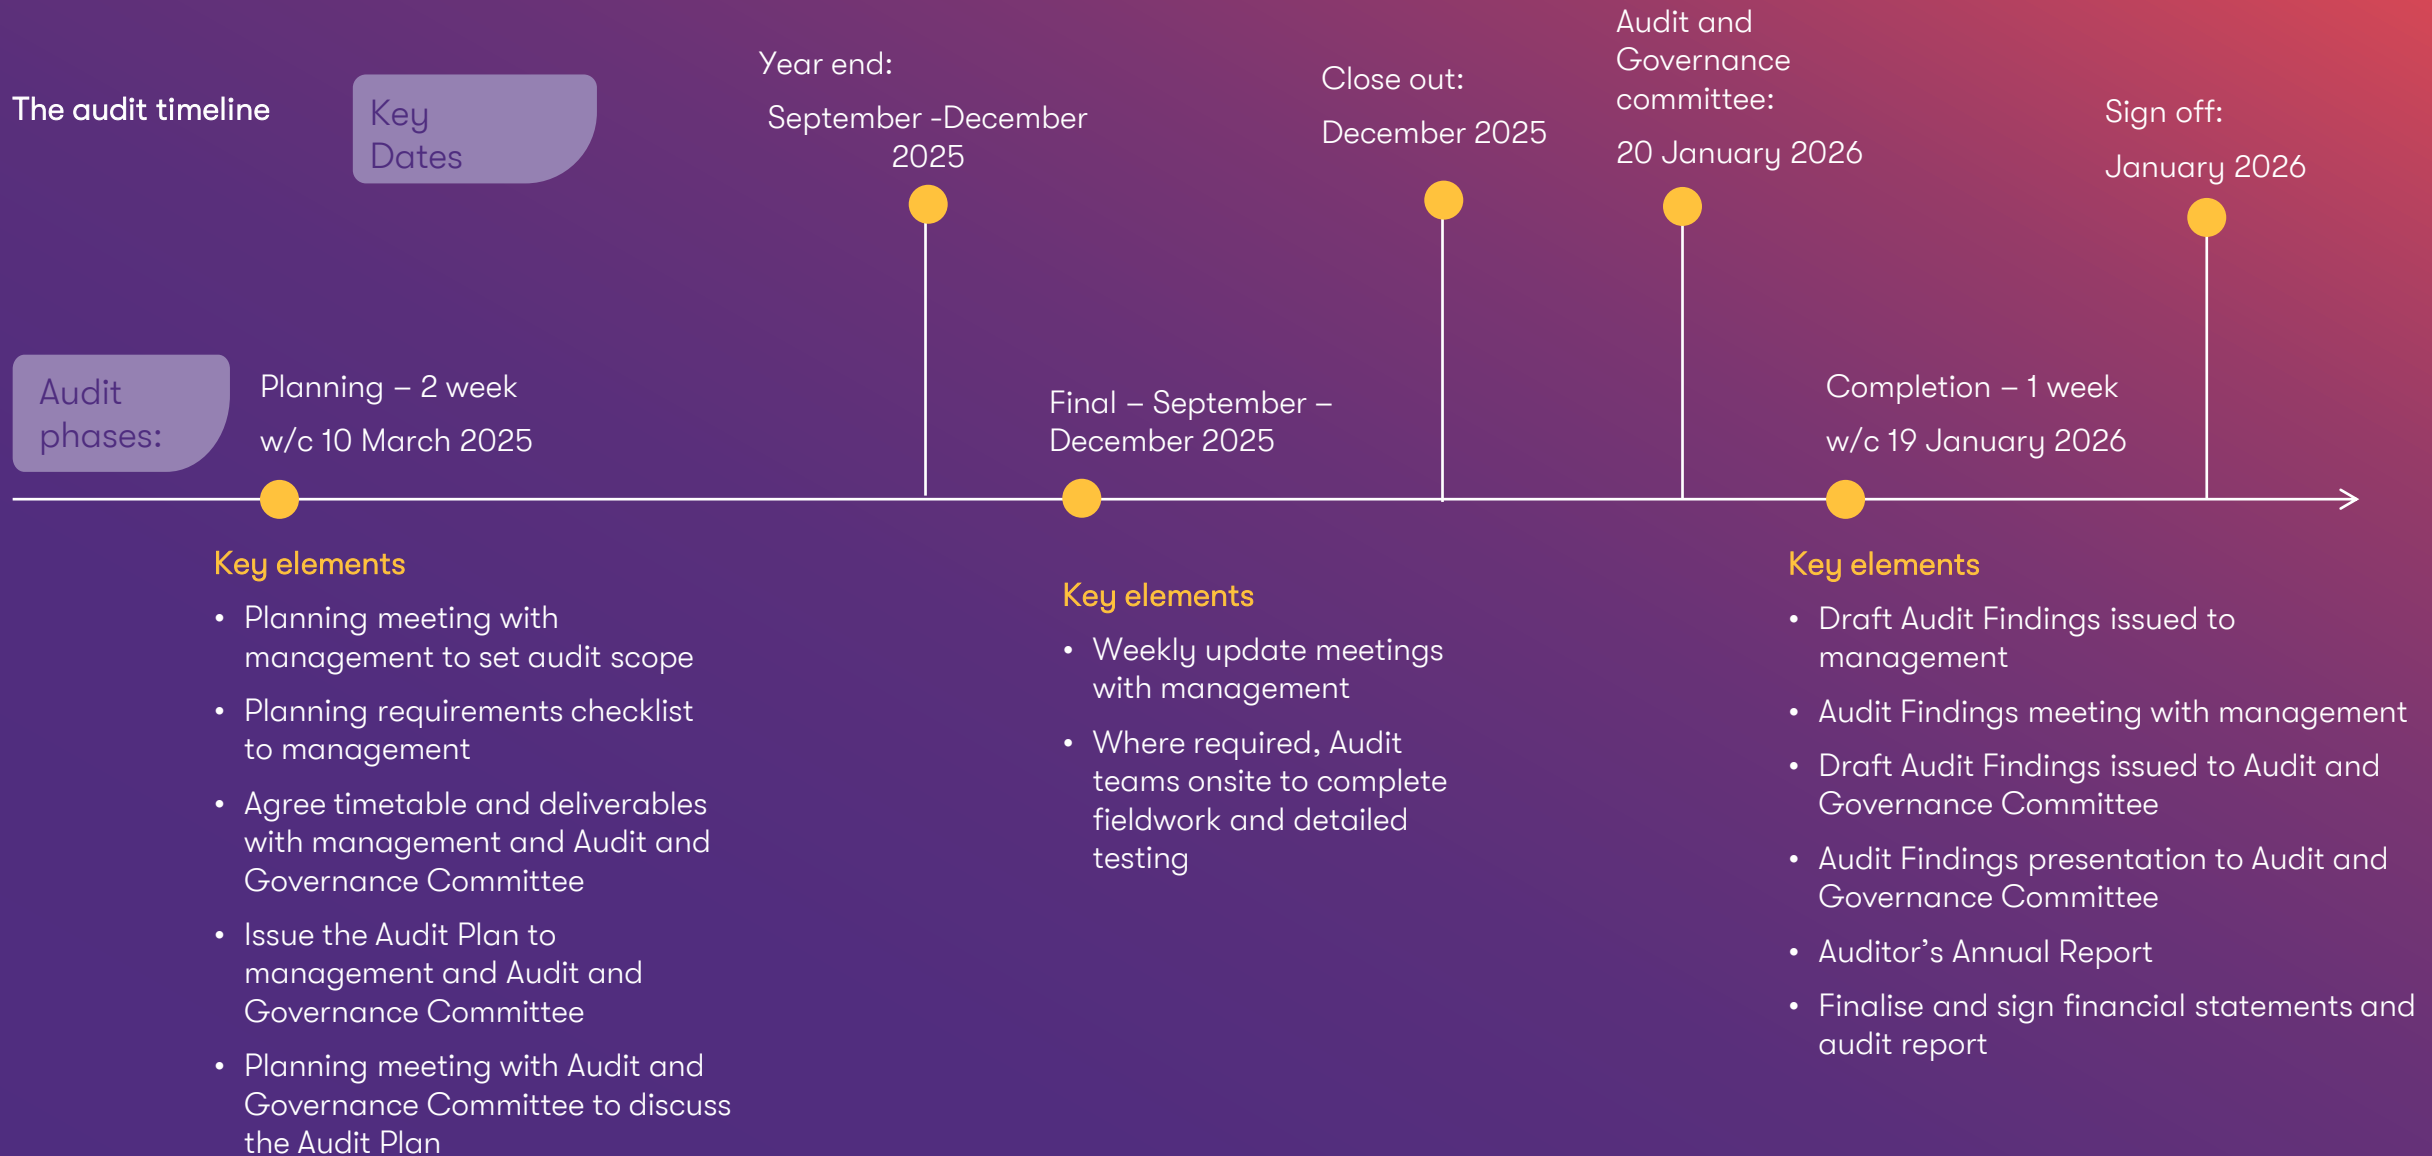 The audit timeline
Key
Dates
Year end:
September -December
2025
Close out:
December 2025
Audit and
Governance
committee:
20 January 2026
Sign off:
January 2026
Audit
phases:
Planning – 2 week
w/c 10 March 2025
Final – September –
December 2025
Completion – 1 week
w/c 19 January 2026
Key elements
• Planning meeting with
management to set audit scope
• Planning requirements checklist
to management
• Agree timetable and deliverables
with management and Audit and
Governance Committee
• Issue the Audit Plan to
management and Audit and
Governance Committee
• Planning meeting with Audit and
Governance Committee to discuss
the Audit Plan
Key elements
• Weekly update meetings
with management
• Where required, Audit
teams onsite to complete
fieldwork and detailed
testing
Key elements
• Draft Audit Findings issued to
management
• Audit Findings meeting with management
• Draft Audit Findings issued to Audit and
Governance Committee
• Audit Findings presentation to Audit and
Governance Committee
• Auditor’s Annual Report
• Finalise and sign financial statements and
audit report